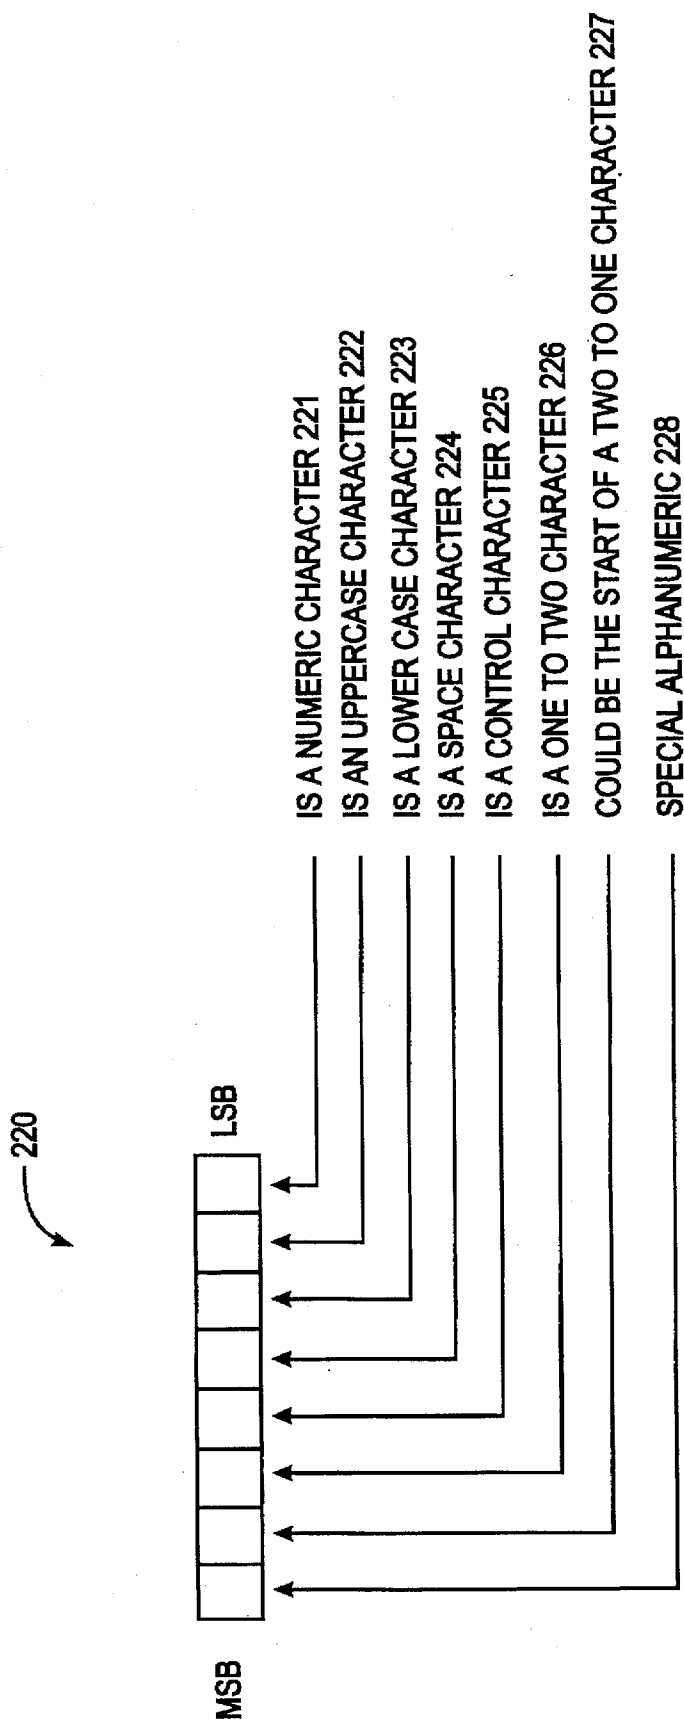 220
MSB
LSB
IS A NUMERIC CHARACTER 221
IS AN UPPERCASE CHARACTER 222
IS A LOWER CASE CHARACTER 223
IS A SPACE CHARACTER 224
IS A CONTROL CHARACTER 225
IS A ONE TO TWO CHARACTER 226
COULD BE THE START OF A TWO TO ONE CHARACTER 227
SPECIAL ALPHANUMERIC 228